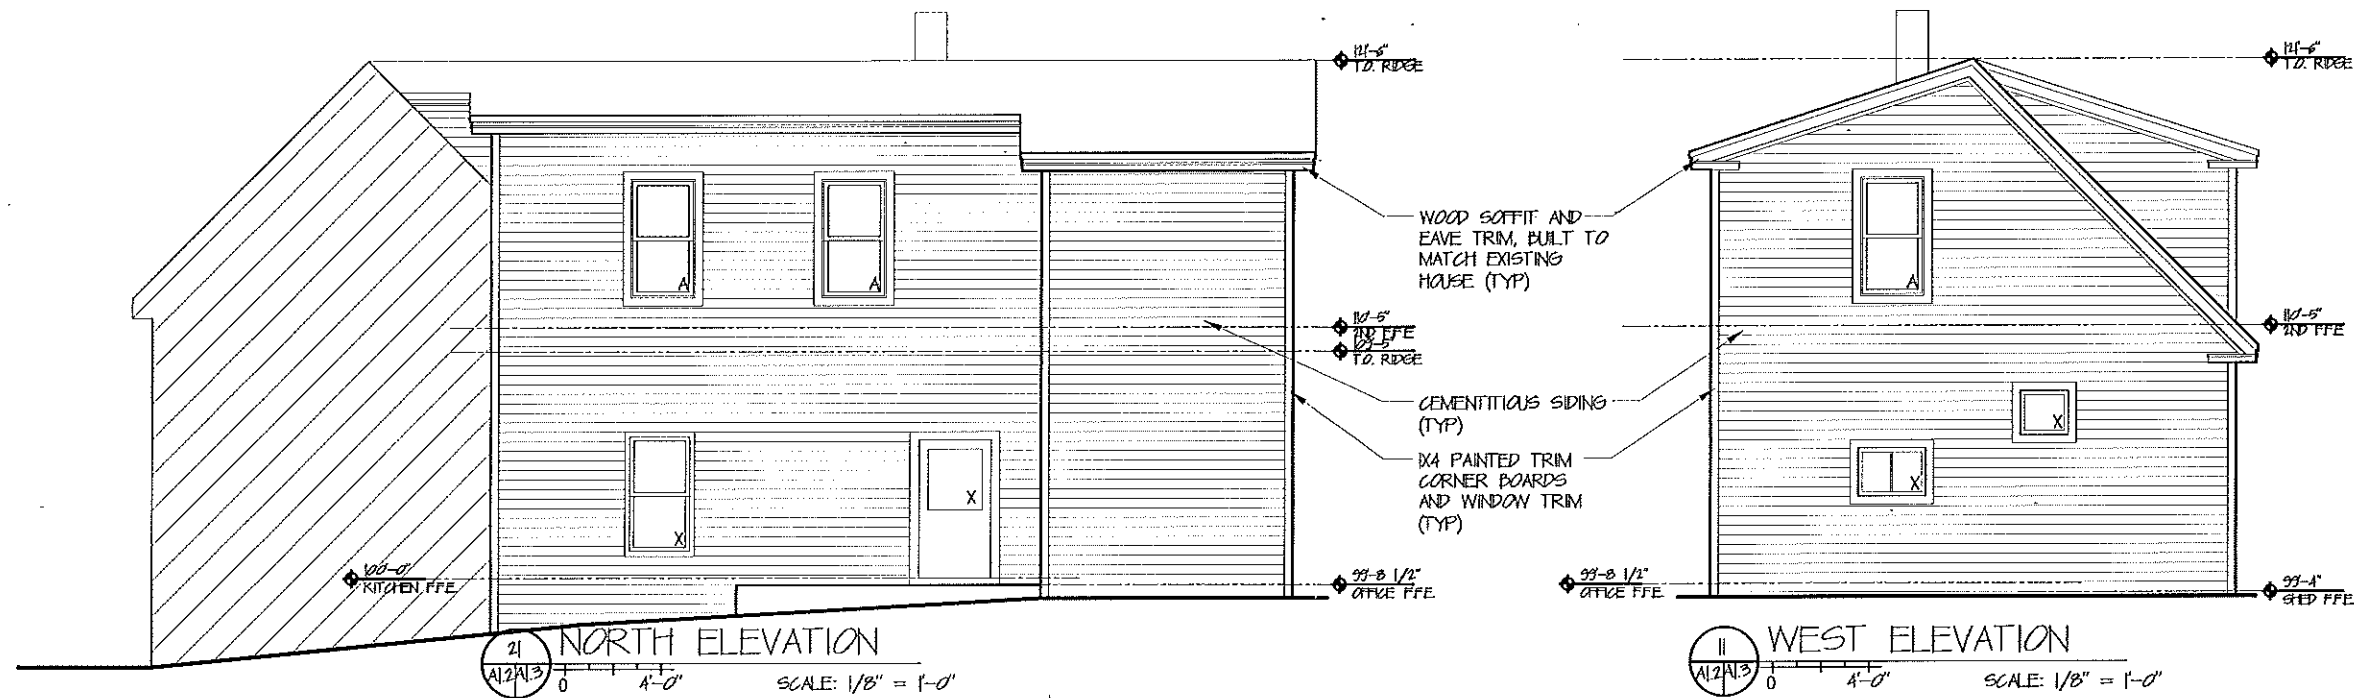 121'-6"
T.O. RIDGE
121'-6"
T.O. RIDGE
WOOD SOFFIT AND
EAVE TRIM, BUILT TO
MATCH EXISTING
HOUSE (TYP)
A
A
A
110'-5"
2ND FFE
T.O. RIDGE
110'-5"
2ND FFE
CEMENTITIOUS SIDING
(TYP)
1X4 PAINTED TRIM
CORNER BOARDS
AND WINDOW TRIM
(TYP)
X
X
X
X
100'-0"
KITCHEN FFE
99'-8 1/2"
OFFICE FFE
99'-8 1/2"
OFFICE FFE
99'-4"
SHED FFE
21
A1.2 A1.3
NORTH ELEVATION
0 4'-0" SCALE: 1/8" = 1'-0"
11
A1.2 A1.3
WEST ELEVATION
0 4'-0" SCALE: 1/8" = 1'-0"